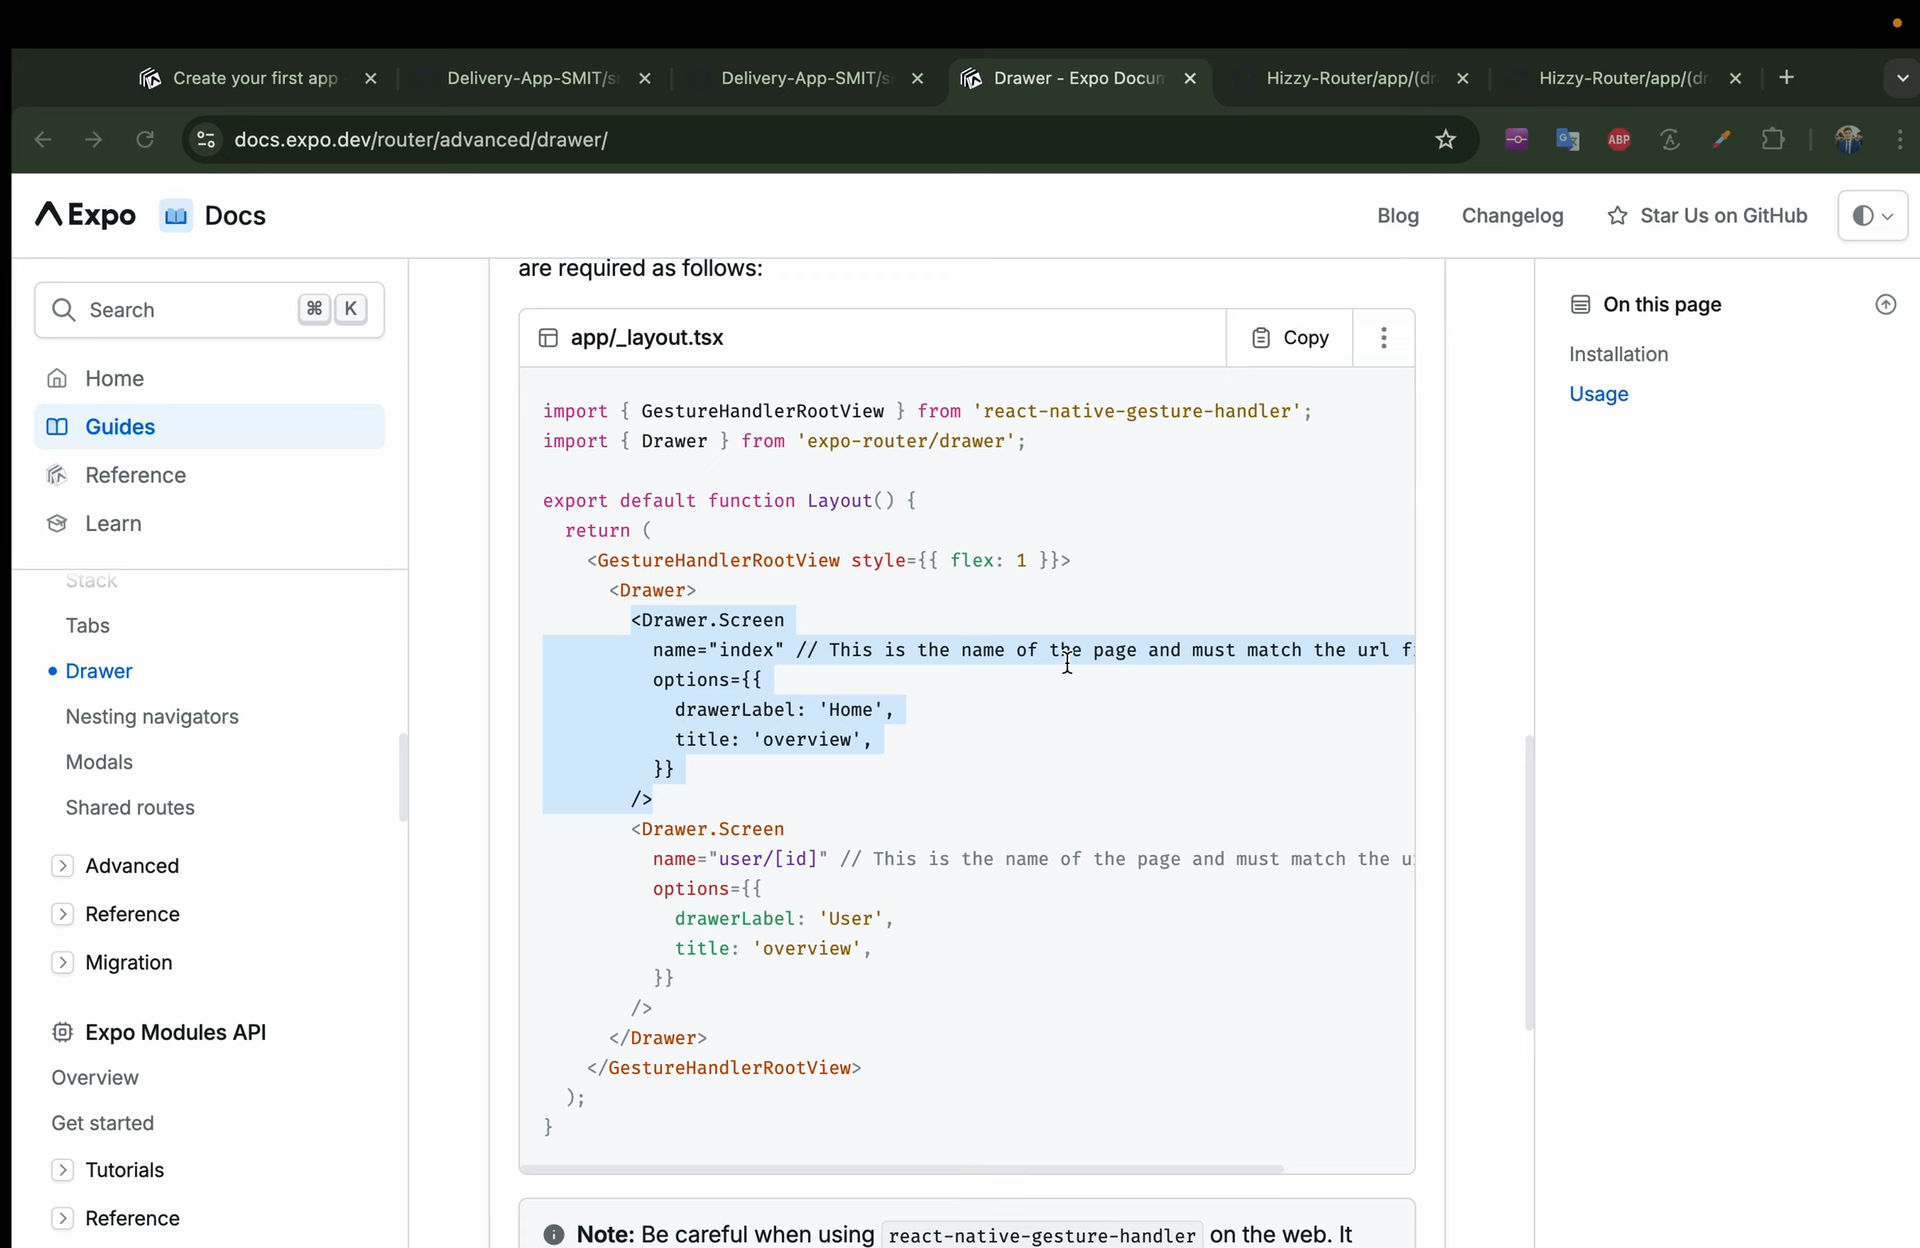 Create your first app
Delivery-App-SMIT/s
Delivery-App-SMIT/s
Drawer - Expo Docum
Hizzy-Router/app/(dr
Hizzy-Router/app/(dr
docs.expo.dev/router/advanced/drawer/
ABP
Expo Docs
Blog
Changelog
Star Us on GitHub
Search ⌘ K
Home
Guides
Reference
Learn
Stack
Tabs
Drawer
Nesting navigators
Modals
Shared routes
Advanced
Reference
Migration
Expo Modules API
Overview
Get started
Tutorials
Reference
are required as follows:
app/_layout.tsx
Copy
import { GestureHandlerRootView } from 'react-native-gesture-handler';
import { Drawer } from 'expo-router/drawer';
export default function Layout() {
return (
<GestureHandlerRootView style={{ flex: 1 }}>
<Drawer>
<Drawer.Screen
name="index" // This is the name of the page and must match the url f
options={{
drawerLabel: 'Home',
title: 'overview',
}}
/>
<Drawer.Screen
name="user/[id]" // This is the name of the page and must match the u
options={{
drawerLabel: 'User',
title: 'overview',
}}
/>
</Drawer>
</GestureHandlerRootView>
);
}
Note: Be careful when using react-native-gesture-handler on the web. It
On this page
Installation
Usage